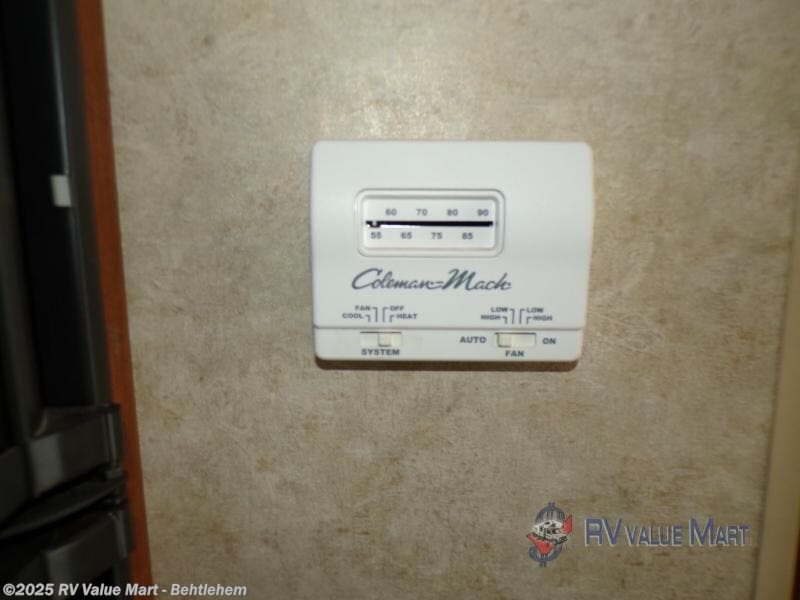 60 70 80 90
55 65 75 85
Coleman-Mach
FAN OFF
COOL HEAT
LOW LOW
HIGH HIGH
SYSTEM
AUTO ON
FAN
RV VALUE MART
©2025 RV Value Mart - Behtlehem